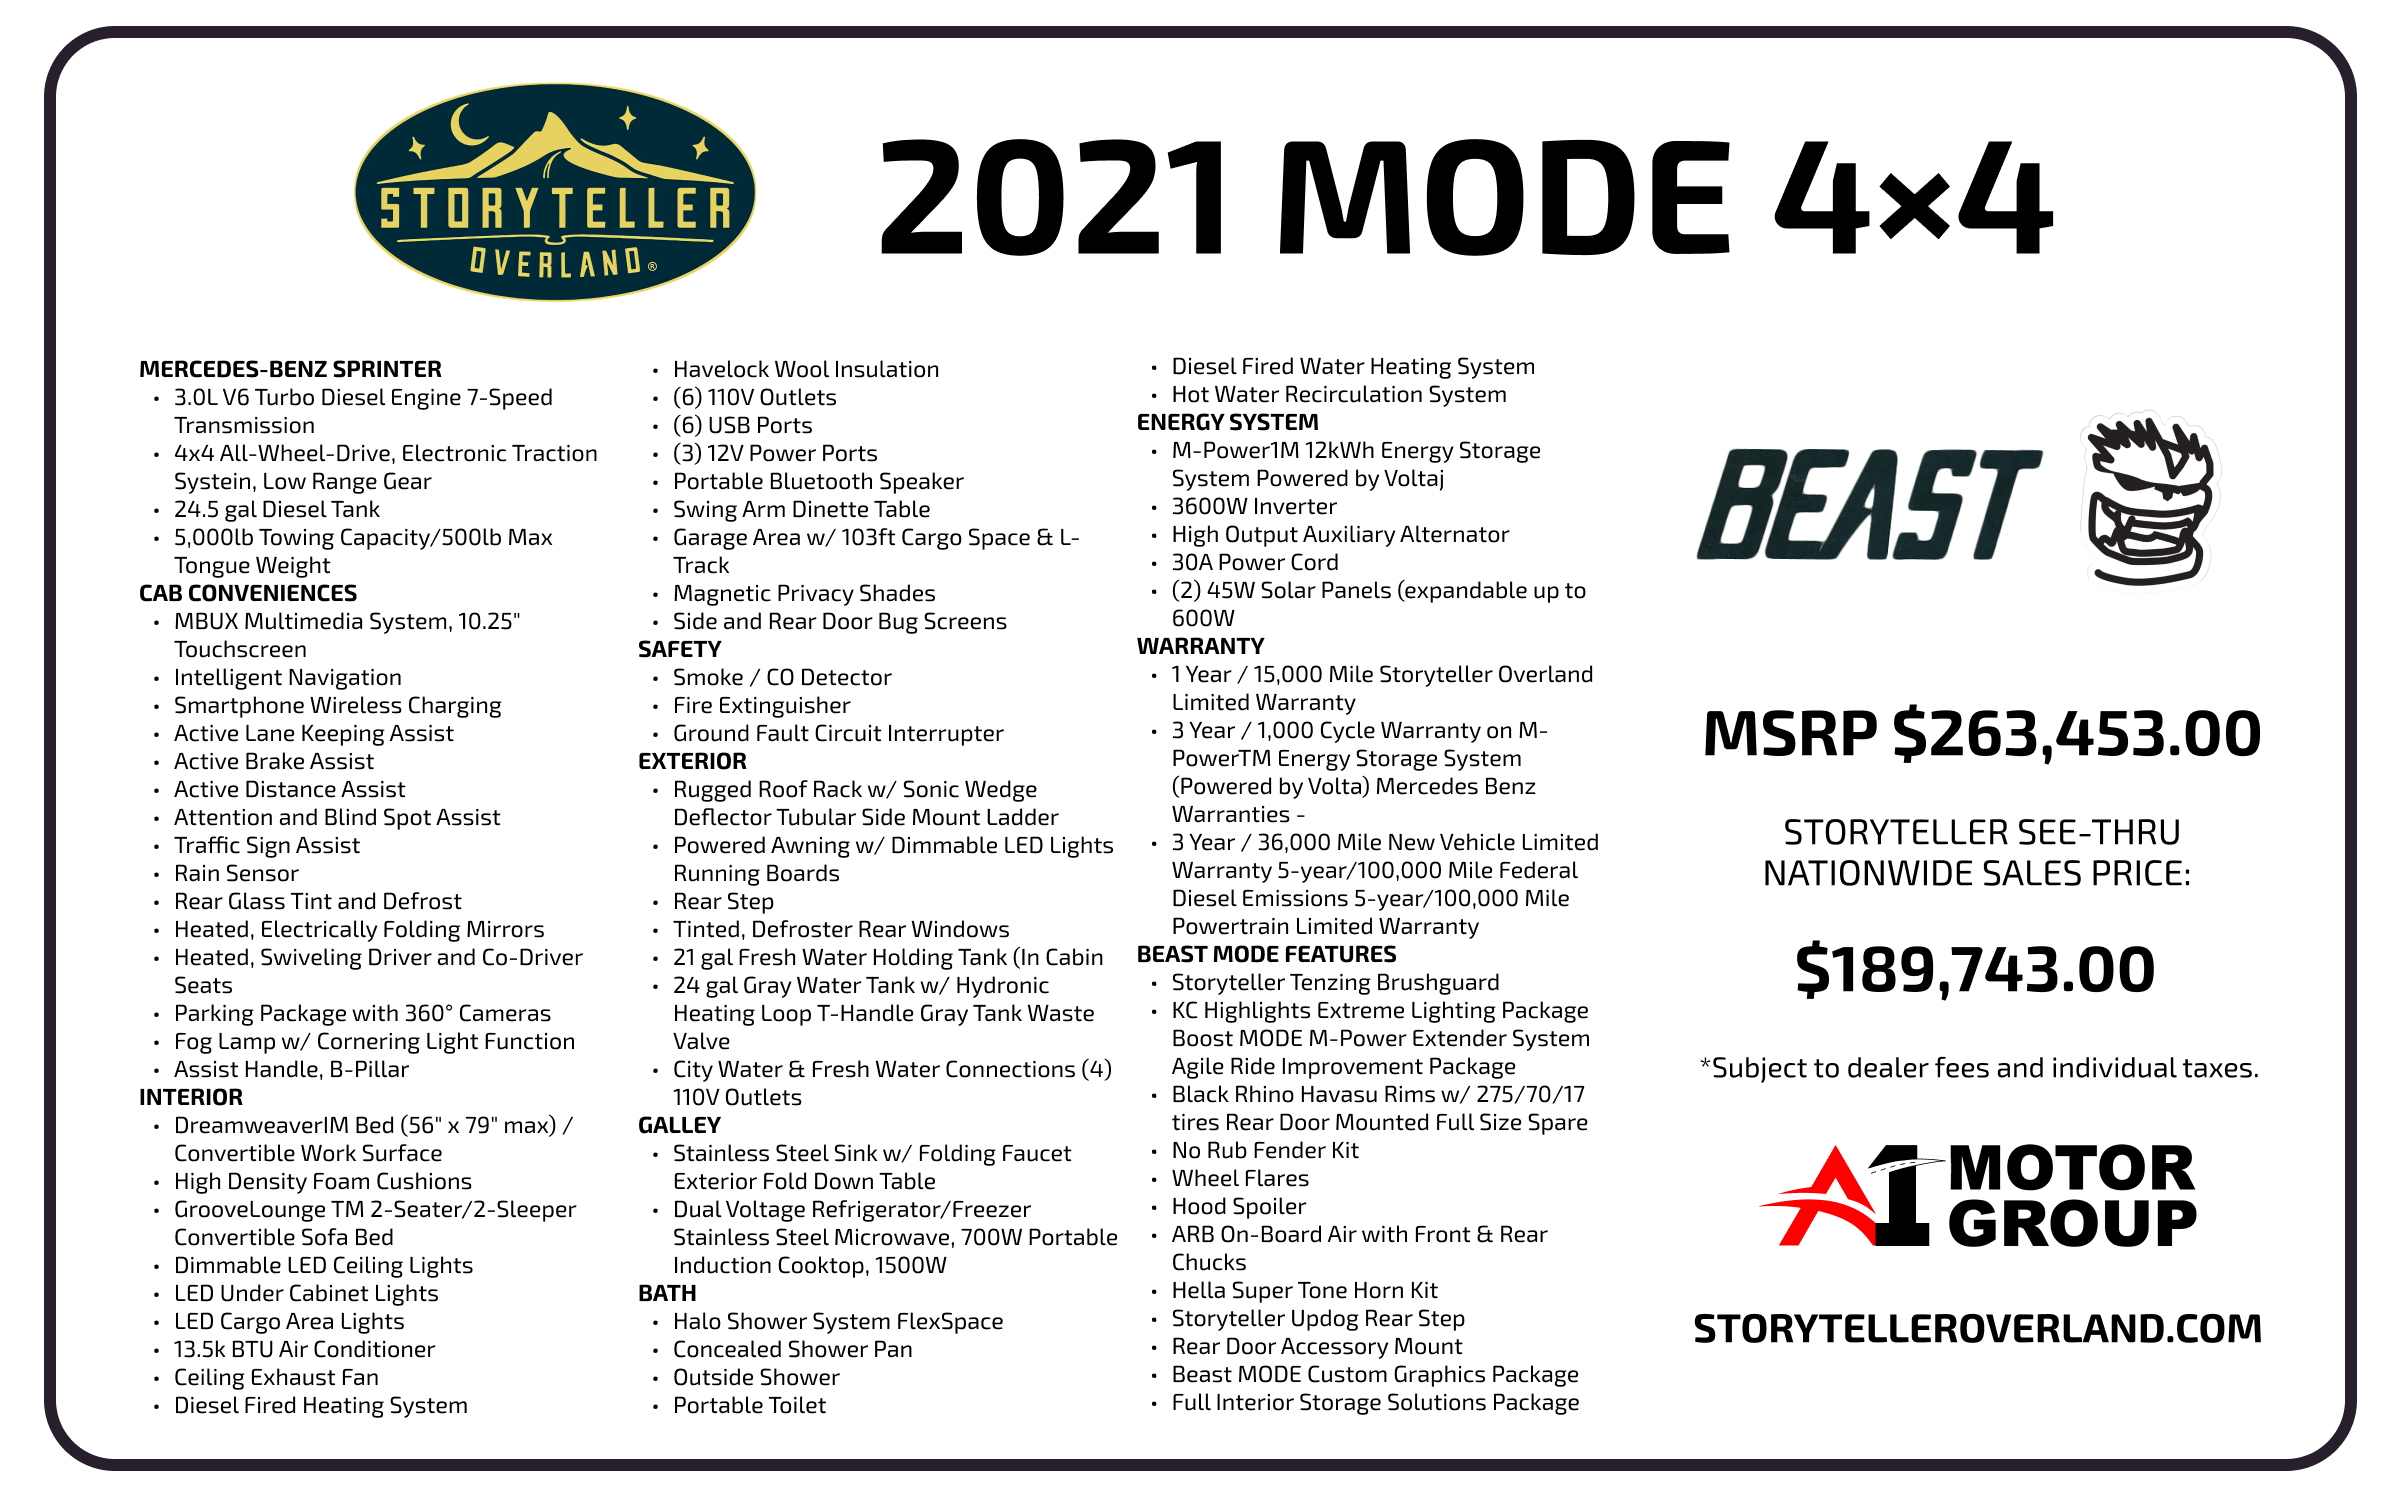 STORYTELLER
OVERLAND®
2021 MODE 4×4
MERCEDES-BENZ SPRINTER
• 3.0L V6 Turbo Diesel Engine 7-Speed
Transmission
• 4x4 All-Wheel-Drive, Electronic Traction
Systein, Low Range Gear
• 24.5 gal Diesel Tank
• 5,000lb Towing Capacity/500lb Max
Tongue Weight
CAB CONVENIENCES
• MBUX Multimedia System, 10.25"
Touchscreen
• Intelligent Navigation
• Smartphone Wireless Charging
• Active Lane Keeping Assist
• Active Brake Assist
• Active Distance Assist
• Attention and Blind Spot Assist
• Traffic Sign Assist
• Rain Sensor
• Rear Glass Tint and Defrost
• Heated, Electrically Folding Mirrors
• Heated, Swiveling Driver and Co-Driver
Seats
• Parking Package with 360° Cameras
• Fog Lamp w/ Cornering Light Function
• Assist Handle, B-Pillar
INTERIOR
• DreamweaverIM Bed (56" x 79" max) /
Convertible Work Surface
• High Density Foam Cushions
• GrooveLounge TM 2-Seater/2-Sleeper
Convertible Sofa Bed
• Dimmable LED Ceiling Lights
• LED Under Cabinet Lights
• LED Cargo Area Lights
• 13.5k BTU Air Conditioner
• Ceiling Exhaust Fan
• Diesel Fired Heating System
• Havelock Wool Insulation
• (6) 110V Outlets
• (6) USB Ports
• (3) 12V Power Ports
• Portable Bluetooth Speaker
• Swing Arm Dinette Table
• Garage Area w/ 103ft Cargo Space & L-
Track
• Magnetic Privacy Shades
• Side and Rear Door Bug Screens
SAFETY
• Smoke / CO Detector
• Fire Extinguisher
• Ground Fault Circuit Interrupter
EXTERIOR
• Rugged Roof Rack w/ Sonic Wedge
Deflector Tubular Side Mount Ladder
• Powered Awning w/ Dimmable LED Lights
Running Boards
• Rear Step
• Tinted, Defroster Rear Windows
• 21 gal Fresh Water Holding Tank (In Cabin
• 24 gal Gray Water Tank w/ Hydronic
Heating Loop T-Handle Gray Tank Waste
Valve
• City Water & Fresh Water Connections (4)
110V Outlets
GALLEY
• Stainless Steel Sink w/ Folding Faucet
Exterior Fold Down Table
• Dual Voltage Refrigerator/Freezer
Stainless Steel Microwave, 700W Portable
Induction Cooktop, 1500W
BATH
• Halo Shower System FlexSpace
• Concealed Shower Pan
• Outside Shower
• Portable Toilet
• Diesel Fired Water Heating System
• Hot Water Recirculation System
ENERGY SYSTEM
• M-Power1M 12kWh Energy Storage
System Powered by Voltaj
• 3600W Inverter
• High Output Auxiliary Alternator
• 30A Power Cord
• (2) 45W Solar Panels (expandable up to
600W
WARRANTY
• 1 Year / 15,000 Mile Storyteller Overland
Limited Warranty
• 3 Year / 1,000 Cycle Warranty on M-
PowerTM Energy Storage System
(Powered by Volta) Mercedes Benz
Warranties -
• 3 Year / 36,000 Mile New Vehicle Limited
Warranty 5-year/100,000 Mile Federal
Diesel Emissions 5-year/100,000 Mile
Powertrain Limited Warranty
BEAST MODE FEATURES
• Storyteller Tenzing Brushguard
• KC Highlights Extreme Lighting Package
Boost MODE M-Power Extender System
Agile Ride Improvement Package
• Black Rhino Havasu Rims w/ 275/70/17
tires Rear Door Mounted Full Size Spare
• No Rub Fender Kit
• Wheel Flares
• Hood Spoiler
• ARB On-Board Air with Front & Rear
Chucks
• Hella Super Tone Horn Kit
• Storyteller Updog Rear Step
• Rear Door Accessory Mount
• Beast MODE Custom Graphics Package
• Full Interior Storage Solutions Package
BEAST
MSRP $263,453.00
STORYTELLER SEE-THRU
NATIONWIDE SALES PRICE:
$189,743.00
*Subject to dealer fees and individual taxes.
A1 MOTOR
GROUP
STORYTELLEROVERLAND.COM